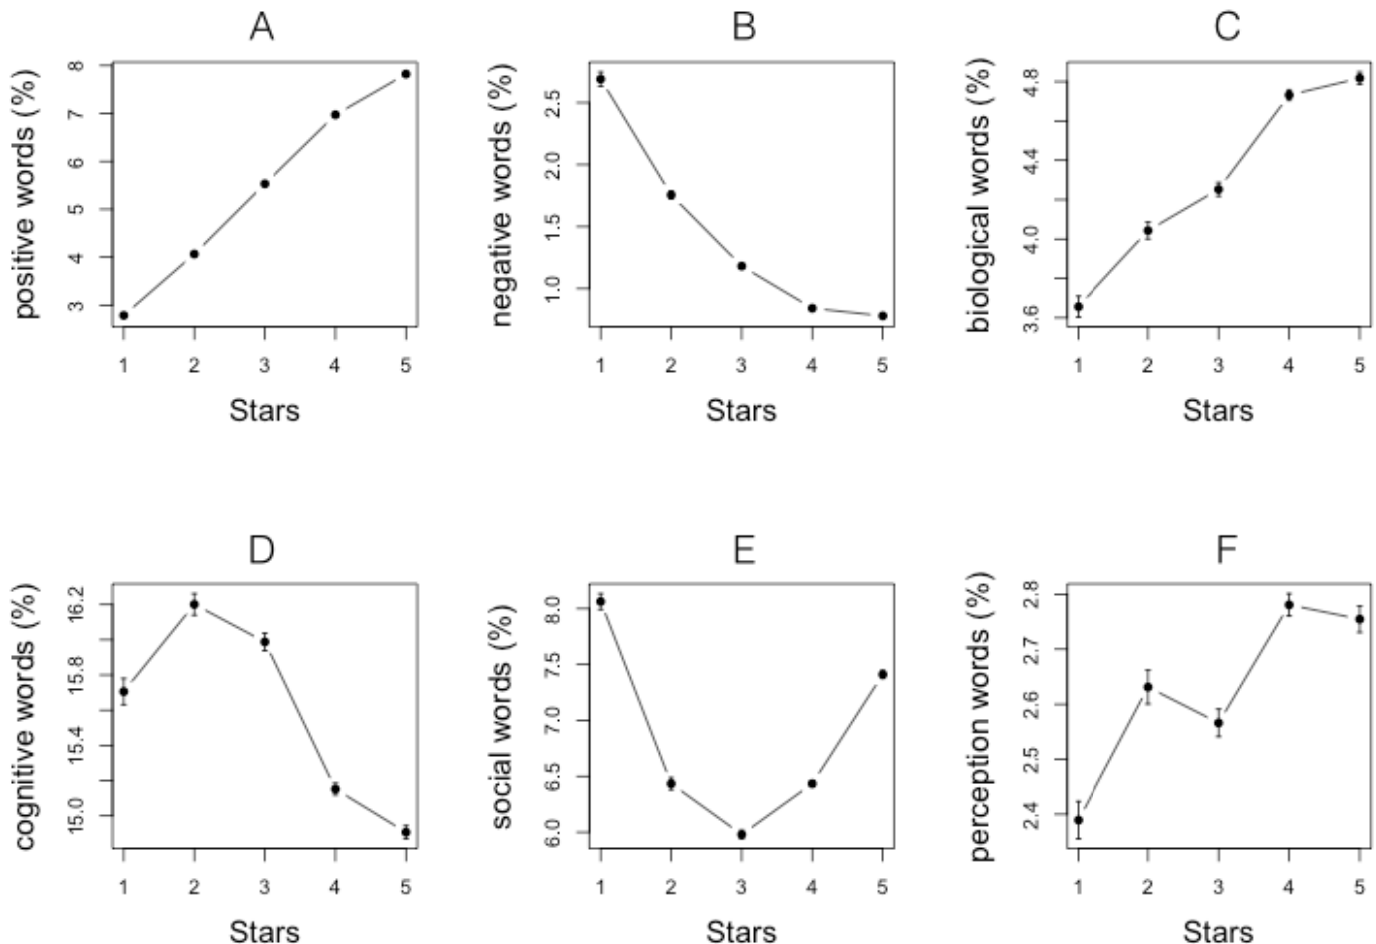 A
positive words (%)
8
7
6
5
4
3
1 2 3 4 5
Stars
B
negative words (%)
2.5
2.0
1.5
1.0
1 2 3 4 5
Stars
C
biological words (%)
4.8
4.4
4.0
3.6
1 2 3 4 5
Stars
D
cognitive words (%)
16.2
15.8
15.4
15.0
1 2 3 4 5
Stars
E
social words (%)
8.0
7.5
7.0
6.5
6.0
1 2 3 4 5
Stars
F
perception words (%)
2.8
2.7
2.6
2.5
2.4
1 2 3 4 5
Stars